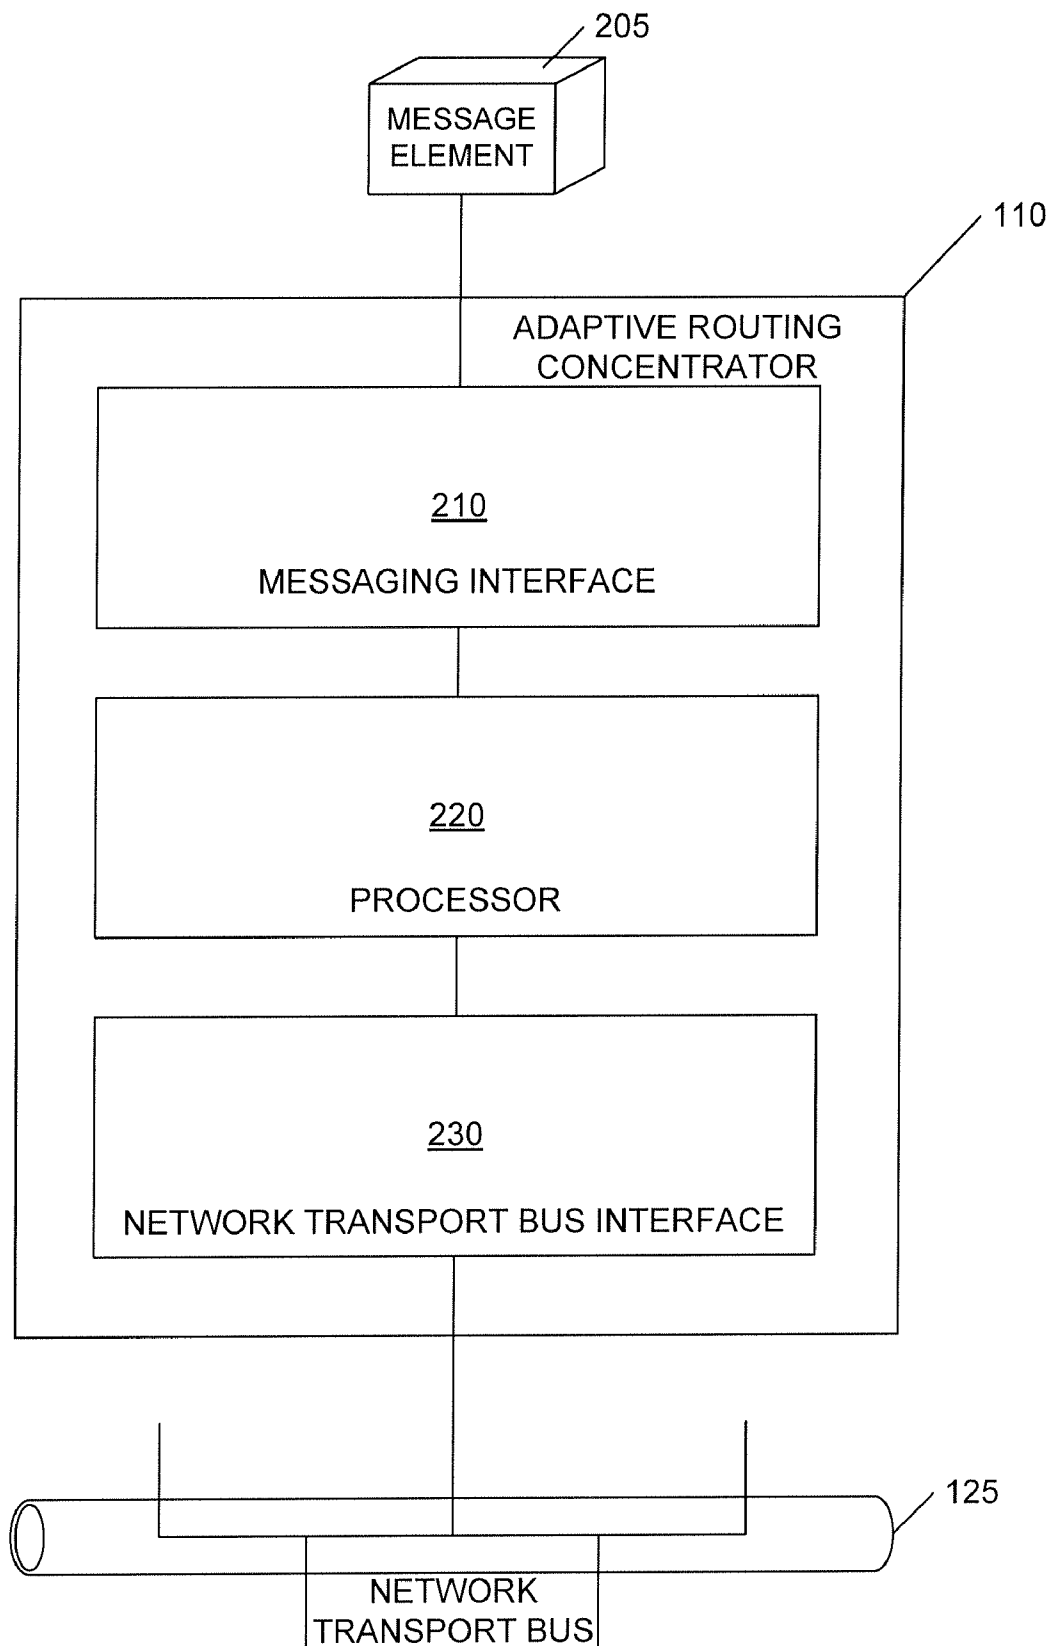 205
MESSAGE
ELEMENT
110
ADAPTIVE ROUTING
CONCENTRATOR
210
MESSAGING INTERFACE
220
PROCESSOR
230
NETWORK TRANSPORT BUS INTERFACE
125
NETWORK
TRANSPORT BUS